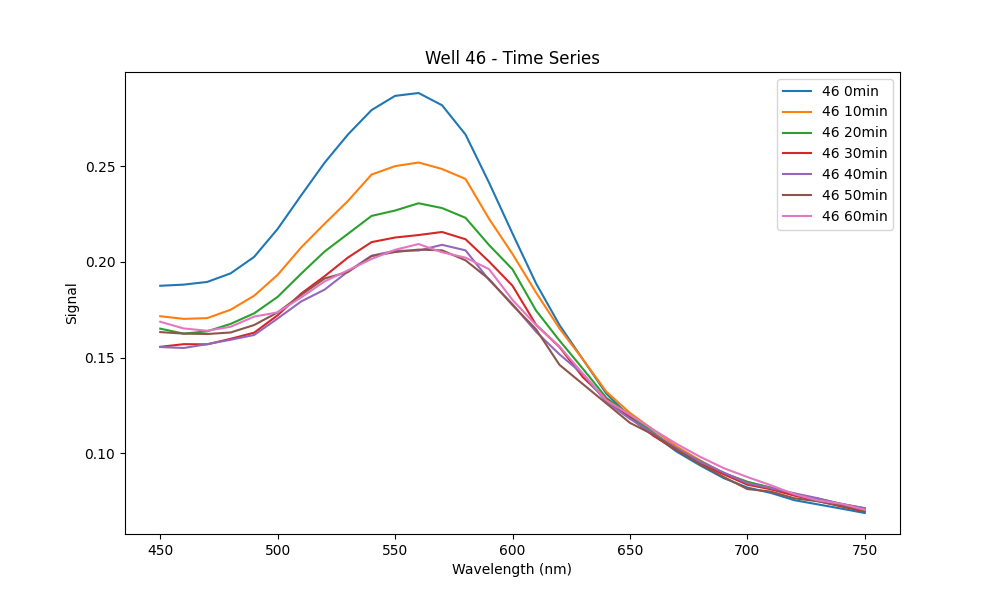 Well 46 - Time Series
46 0min
46 10min
46 20min
46 30min
46 40min
46 50min
46 60min
Signal
0.25
0.20
0.15
0.10
450 500 550 600 650 700 750
Wavelength (nm)